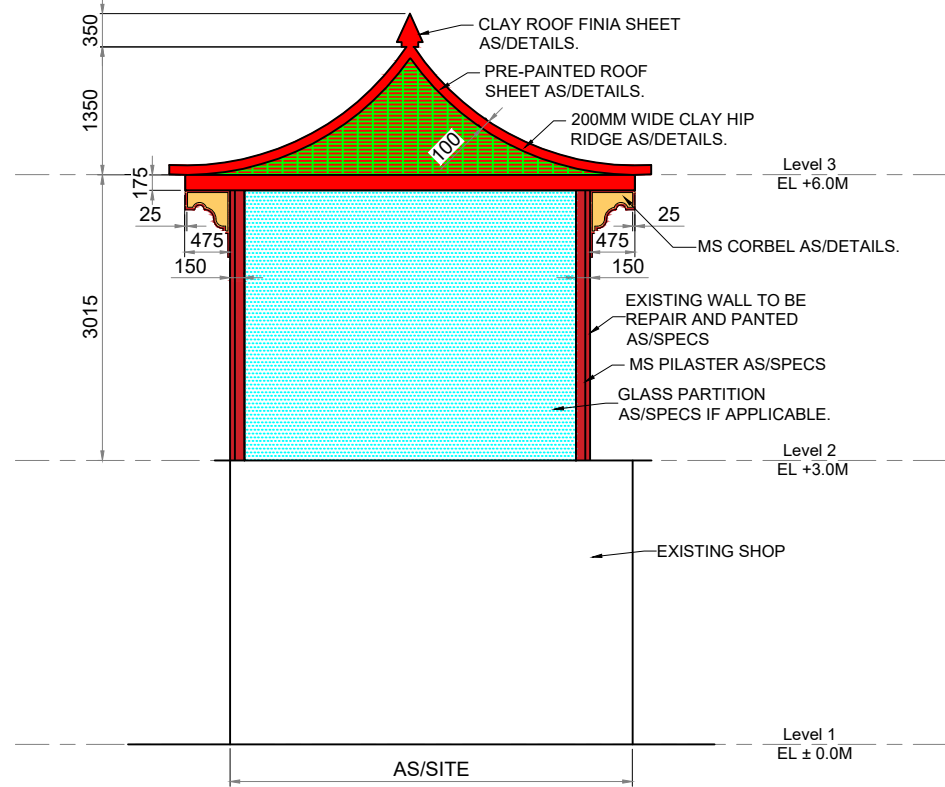 350
CLAY ROOF FINIA SHEET
AS/DETAILS.
PRE-PAINTED ROOF
SHEET AS/DETAILS.
1350
200MM WIDE CLAY HIP
RIDGE AS/DETAILS.
100
Level 3
EL +6.0M
175
25
25
475
475
MS CORBEL AS/DETAILS.
150
150
3015
EXISTING WALL TO BE
REPAIR AND PANTED
AS/SPECS
MS PILASTER AS/SPECS
GLASS PARTITION
AS/SPECS IF APPLICABLE.
Level 2
EL +3.0M
EXISTING SHOP
Level 1
EL ± 0.0M
AS/SITE